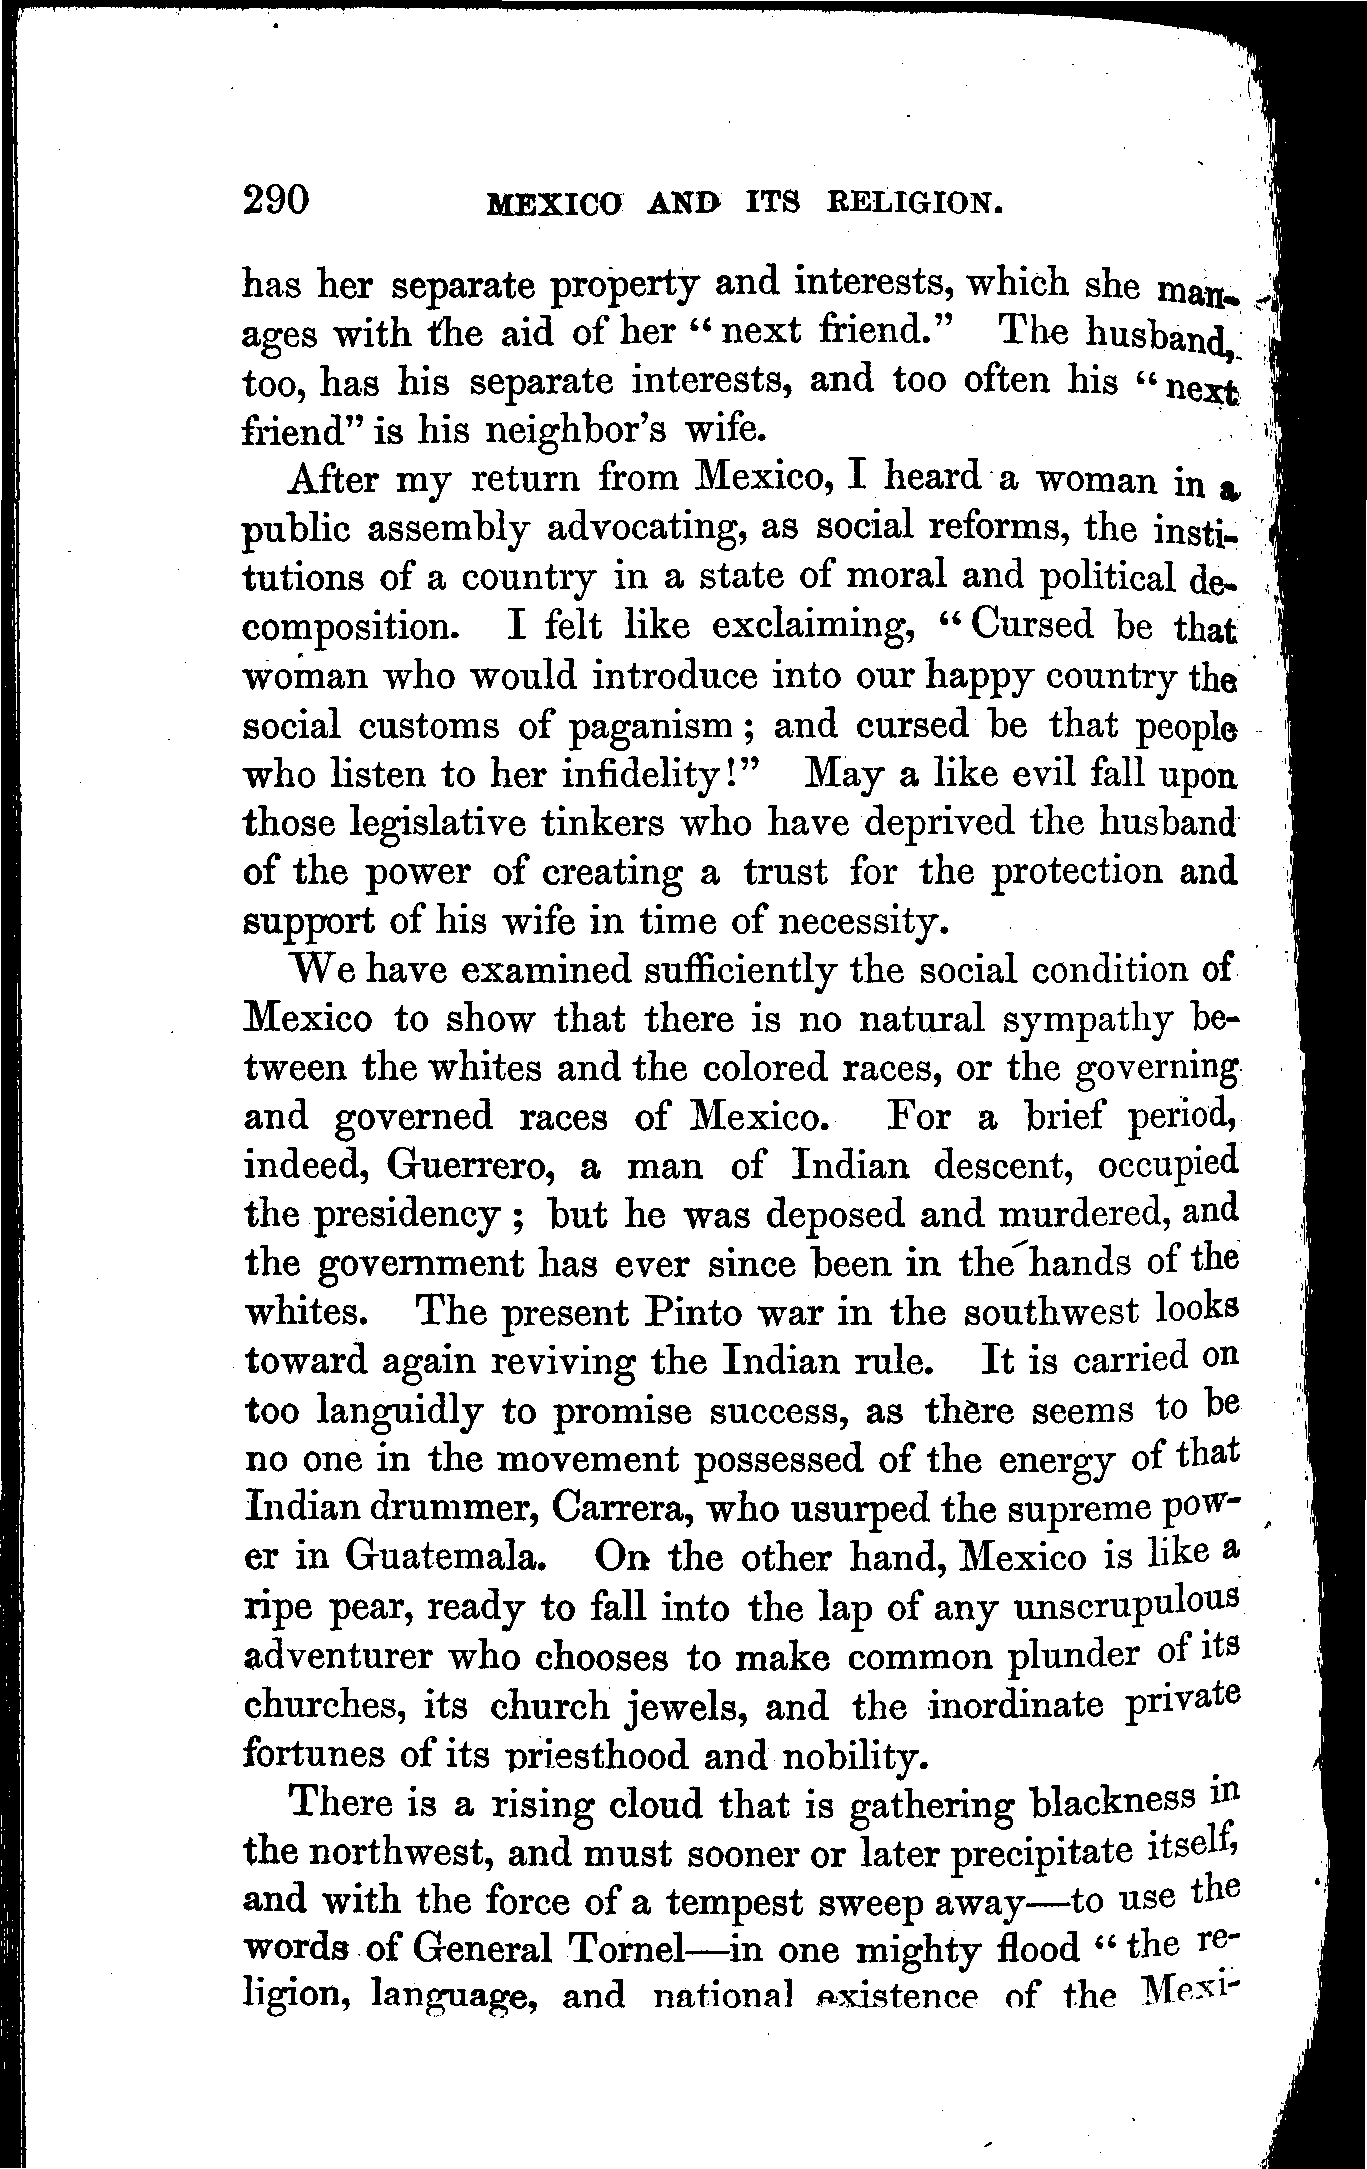 290 MEXICO AND ITS RELIGION.
has her separate property and interests, which she man-
ages with the aid of her "next friend." The husband,
too, has his separate interests, and too often his "next
friend" is his neighbor's wife.
After my return from Mexico, I heard a woman in a
public assembly advocating, as social reforms, the insti-
tutions of a country in a state of moral and political de-
composition. I felt like exclaiming, "Cursed be that
woman who would introduce into our happy country the
social customs of paganism; and cursed be that people
who listen to her infidelity!" May a like evil fall upon
those legislative tinkers who have deprived the husband
of the power of creating a trust for the protection and
support of his wife in time of necessity.
We have examined sufficiently the social condition of
Mexico to show that there is no natural sympathy be-
tween the whites and the colored races, or the governing
and governed races of Mexico. For a brief period,
indeed, Guerrero, a man of Indian descent, occupied
the presidency; but he was deposed and murdered, and
the government has ever since been in the hands of the
whites. The present Pinto war in the southwest looks
toward again reviving the Indian rule. It is carried on
too languidly to promise success, as there seems to be
no one in the movement possessed of the energy of that
Indian drummer, Carrera, who usurped the supreme pow-
er in Guatemala. On the other hand, Mexico is like a
ripe pear, ready to fall into the lap of any unscrupulous
adventurer who chooses to make common plunder of its
churches, its church jewels, and the inordinate private
fortunes of its priesthood and nobility.
There is a rising cloud that is gathering blackness in
the northwest, and must sooner or later precipitate itself,
and with the force of a tempest sweep away—to use the
words of General Tornel—in one mighty flood "the re-
ligion, language, and national existence of the Mexi-